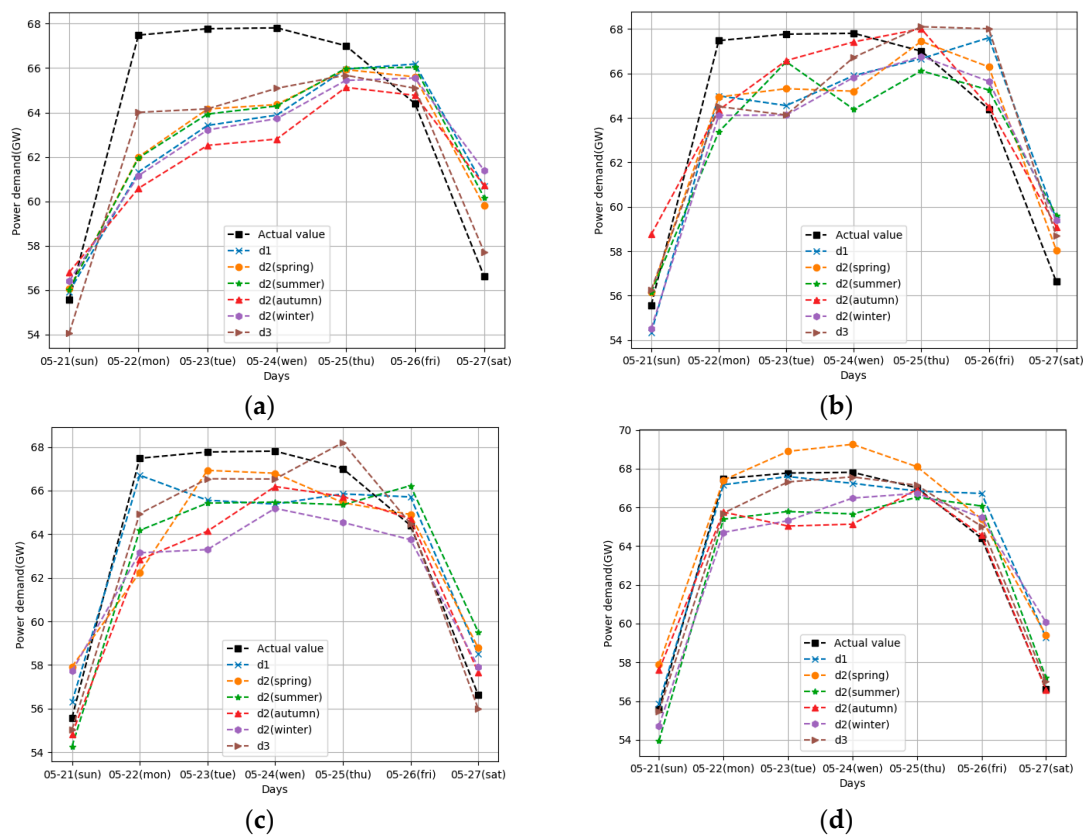 68
66
64
62
60
58
56
54
Power demand(GW)
Actual value
d1
d2(spring)
d2(summer)
d2(autumn)
d2(winter)
d3
05-21(sun) 05-22(mon) 05-23(tue) 05-24(wen) 05-25(thu) 05-26(fri) 05-27(sat)
Days
(a)
68
66
64
62
60
58
56
54
Power demand(GW)
Actual value
d1
d2(spring)
d2(summer)
d2(autumn)
d2(winter)
d3
05-21(sun) 05-22(mon) 05-23(tue) 05-24(wen) 05-25(thu) 05-26(fri) 05-27(sat)
Days
(b)
68
66
64
62
60
58
56
54
Power demand(GW)
Actual value
d1
d2(spring)
d2(summer)
d2(autumn)
d2(winter)
d3
05-21(sun) 05-22(mon) 05-23(tue) 05-24(wen) 05-25(thu) 05-26(fri) 05-27(sat)
Days
(c)
70
68
66
64
62
60
58
56
54
Power demand(GW)
Actual value
d1
d2(spring)
d2(summer)
d2(autumn)
d2(winter)
d3
05-21(sun) 05-22(mon) 05-23(tue) 05-24(wen) 05-25(thu) 05-26(fri) 05-27(sat)
Days
(d)